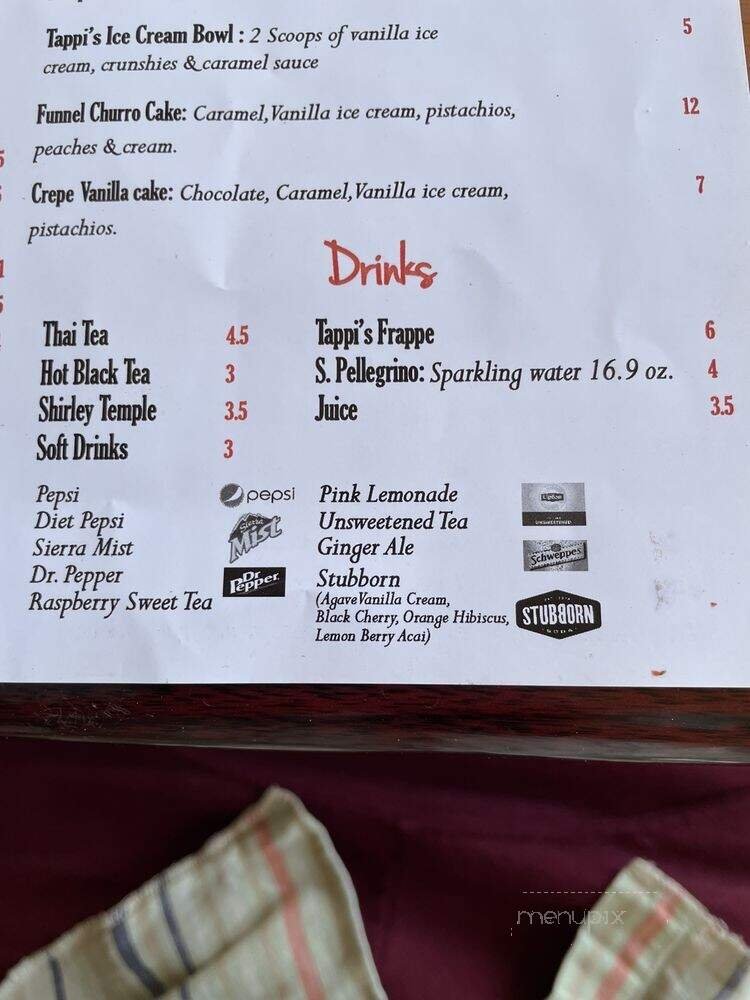 Tappi's Ice Cream Bowl : 2 Scoops of vanilla ice 5
cream, crunshies & caramel sauce
Funnel Churro Cake: Caramel,Vanilla ice cream, pistachios, 12
peaches & cream.
Crepe Vanilla cake: Chocolate, Caramel,Vanilla ice cream, 7
pistachios.
Drinks
Thai Tea 4.5
Hot Black Tea 3
Shirley Temple 3.5
Soft Drinks 3
Tappi's Frappe 6
S. Pellegrino: Sparkling water 16.9 oz. 4
Juice 3.5
Pepsi
Diet Pepsi
Sierra Mist
Dr. Pepper
Raspberry Sweet Tea
pepsi
Sierra
Mist
Dr
Pepper
Pink Lemonade
Unsweetened Tea
Ginger Ale
Stubborn
(AgaveVanilla Cream,
Black Cherry, Orange Hibiscus,
Lemon Berry Acai)
Lipton
UNSWEETENED
Schweppes
STUBBORN
SODA
menupix